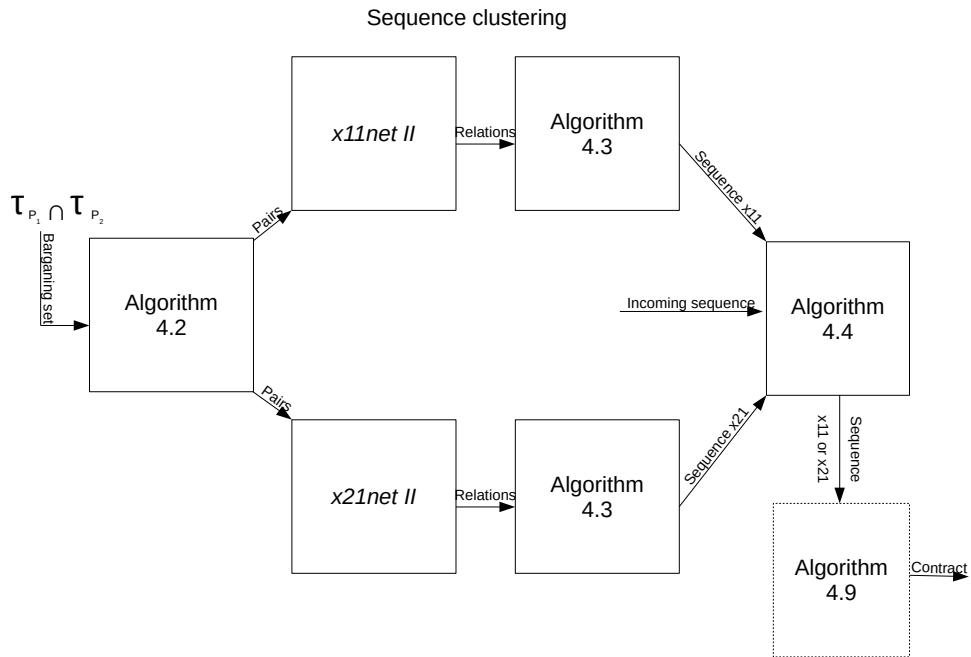 Sequence clustering
x11net II
Relations
Algorithm
4.3
Sequence x11
τ P₁ ∩ τ P₂
Barganing set
Pairs
Algorithm
4.2
Incoming sequence
Algorithm
4.4
Pairs
x21net II
Relations
Algorithm
4.3
Sequence x21
Sequence
x11 or x21
Algorithm
4.9
Contract